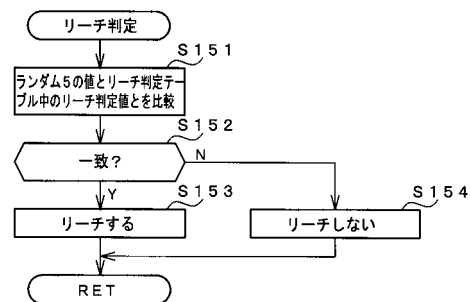 リーチ判定
S151
ランダム5の値とリーチ判定テー
ブル中のリーチ判定値とを比較
S152
一致?
N
Y
S153
S154
リーチする
リーチしない
RET